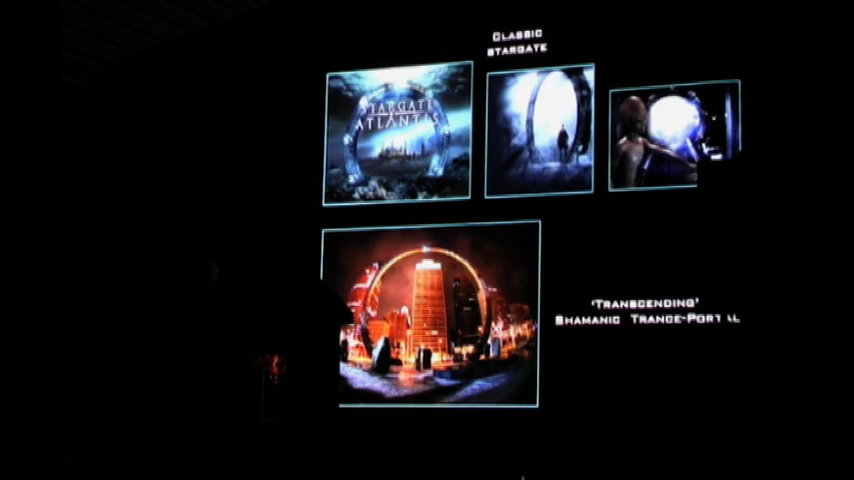 CLASSIC
STARGATE
STARGATE
ATLANTIS
'TRANSCENDING'
SHAMANIC TRANCE-PORTAL